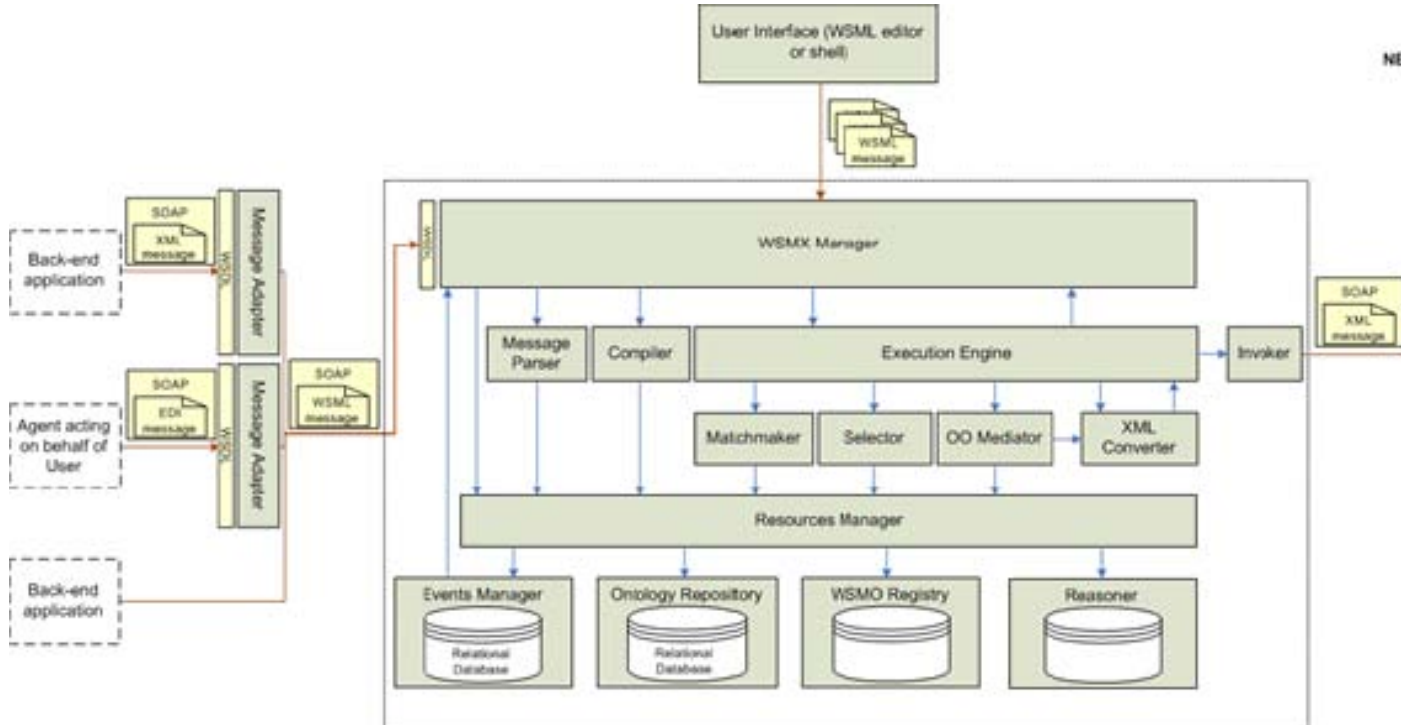 User Interface (WSML editor
or shell)
NE
WSML
message
SOAP
XML
message
WSDL
Message Adapter
Back-end
application
WSDL
WSMX Manager
SOAP
XML
message
Message
Parser
Compiler
Execution Engine
Invoker
SOAP
EDI
message
WSDL
Message Adapter
SOAP
WSML
message
Agent acting
on behalf of
User
Matchmaker
Selector
OO Mediator
XML
Converter
Resources Manager
Back-end
application
Events Manager
Relational
Database
Ontology Repository
Relational
Database
WSMO Registry
Reasoner